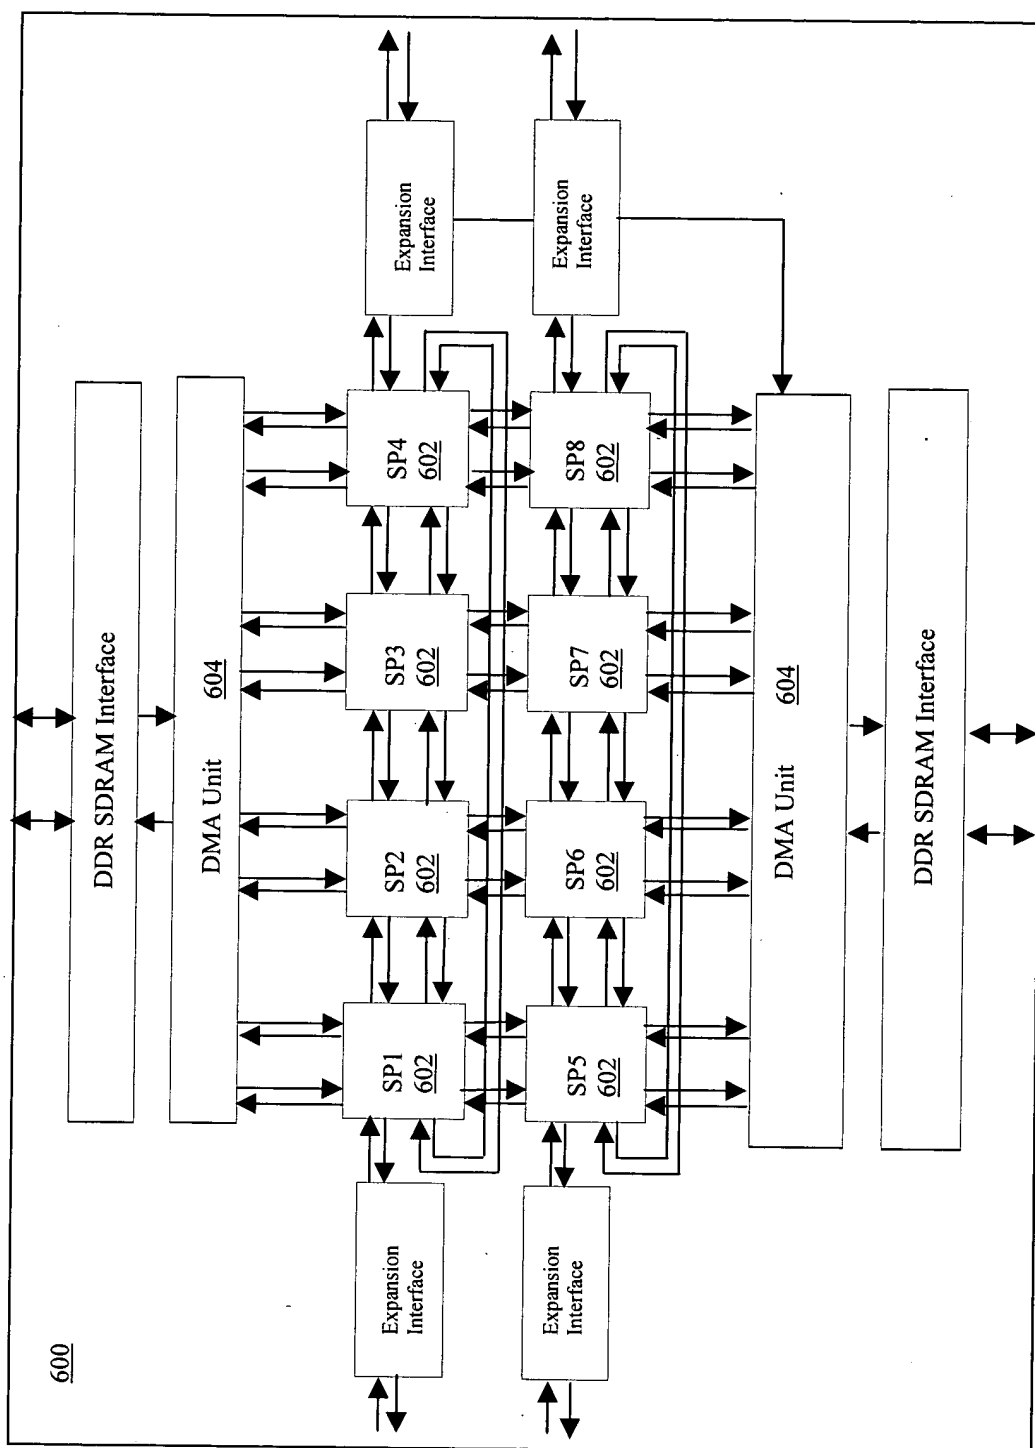 600
DDR SDRAM Interface
DMA Unit 604
Expansion
Interface
SP1
602
SP2
602
SP3
602
SP4
602
Expansion
Interface
Expansion
Interface
SP5
602
SP6
602
SP7
602
SP8
602
Expansion
Interface
DMA Unit 604
DDR SDRAM Interface